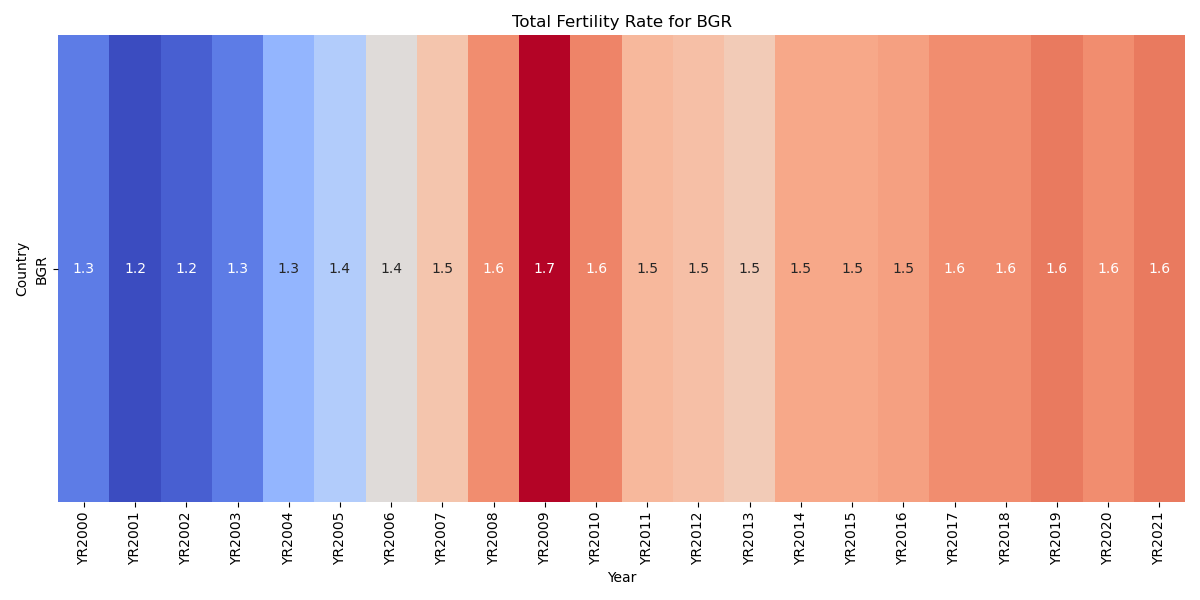 Total Fertility Rate for BGR
Country
BGR
1.3 1.2 1.2 1.3 1.3 1.4 1.4 1.5 1.6 1.7 1.6 1.5 1.5 1.5 1.5 1.5 1.5 1.6 1.6 1.6 1.6 1.6
YR2000 YR2001 YR2002 YR2003 YR2004 YR2005 YR2006 YR2007 YR2008 YR2009 YR2010 YR2011 YR2012 YR2013 YR2014 YR2015 YR2016 YR2017 YR2018 YR2019 YR2020 YR2021
Year